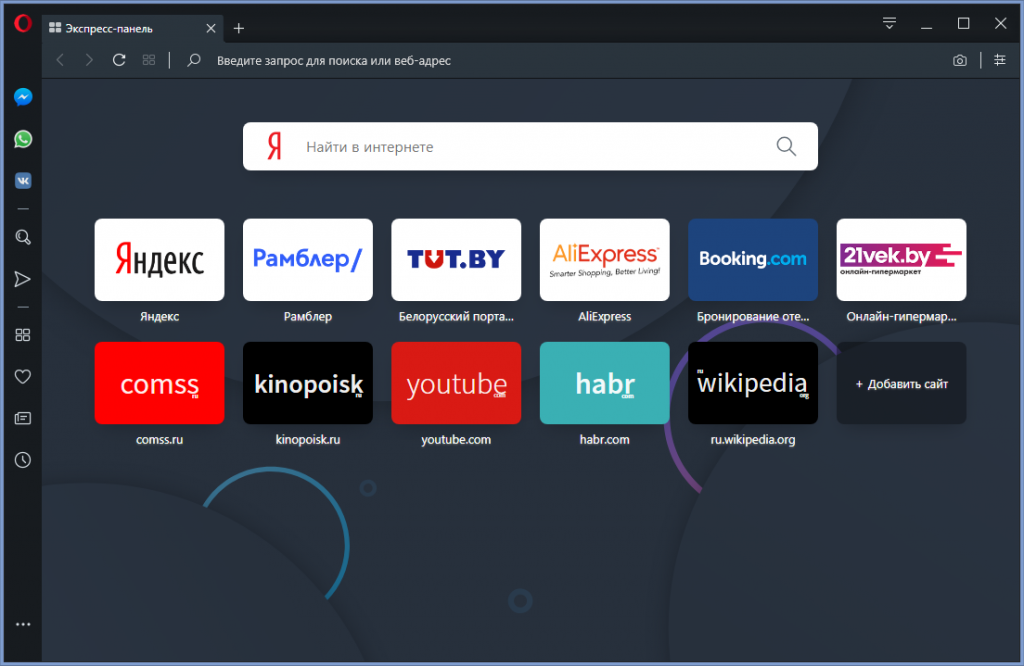 Экспресс-панель
Введите запрос для поиска или веб-адрес
Я
Найти в интернете
Яндекс
Рамблер/
TUT.BY
AliExpress
Smarter Shopping, Better Living!
Booking.com
21vek.by
онлайн-гипермаркет
Яндекс
Рамблер
Белорусский порта...
AliExpress
Бронирование оте...
Онлайн-гипермар...
comss
ru
kinopoisk
ru
youtube
com
habr
com
ru
wikipedia
org
+ Добавить сайт
comss.ru
kinopoisk.ru
youtube.com
habr.com
ru.wikipedia.org